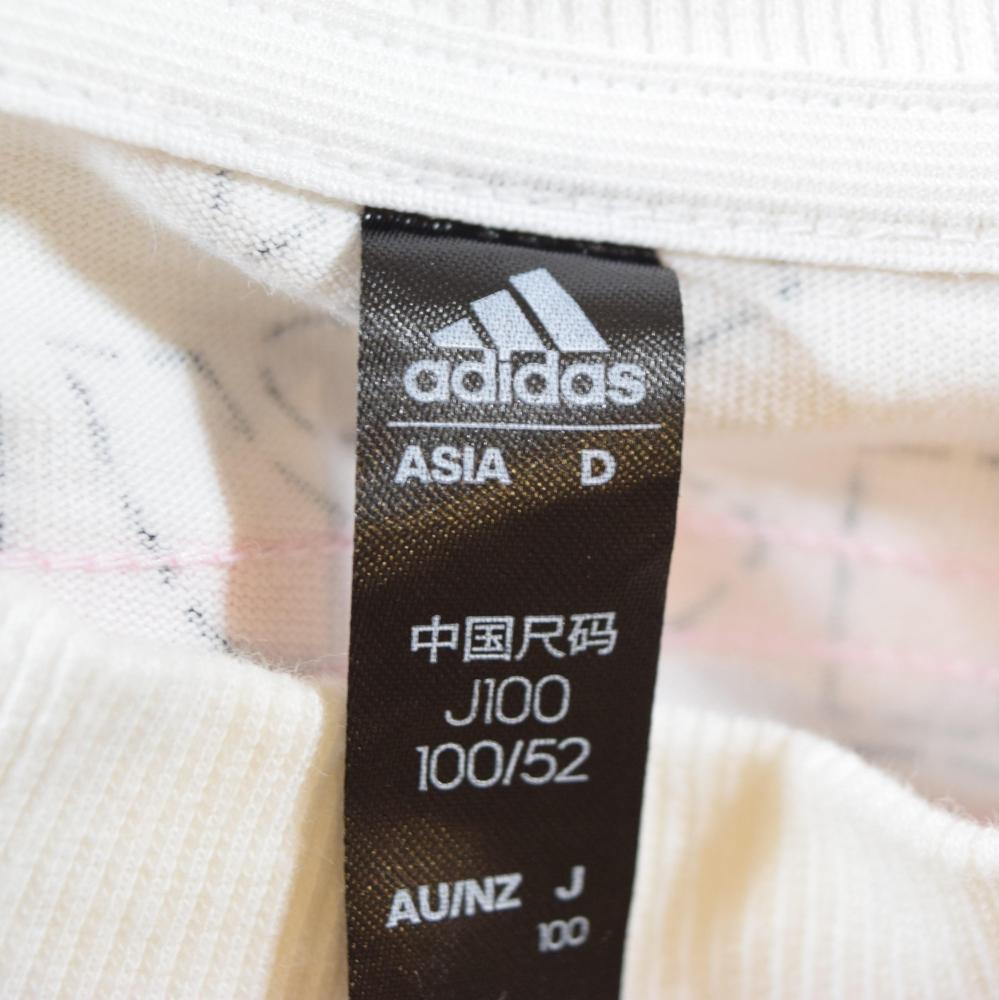 adidas
ASIA D
中国尺码
J100
100/52
AU/NZ J
100